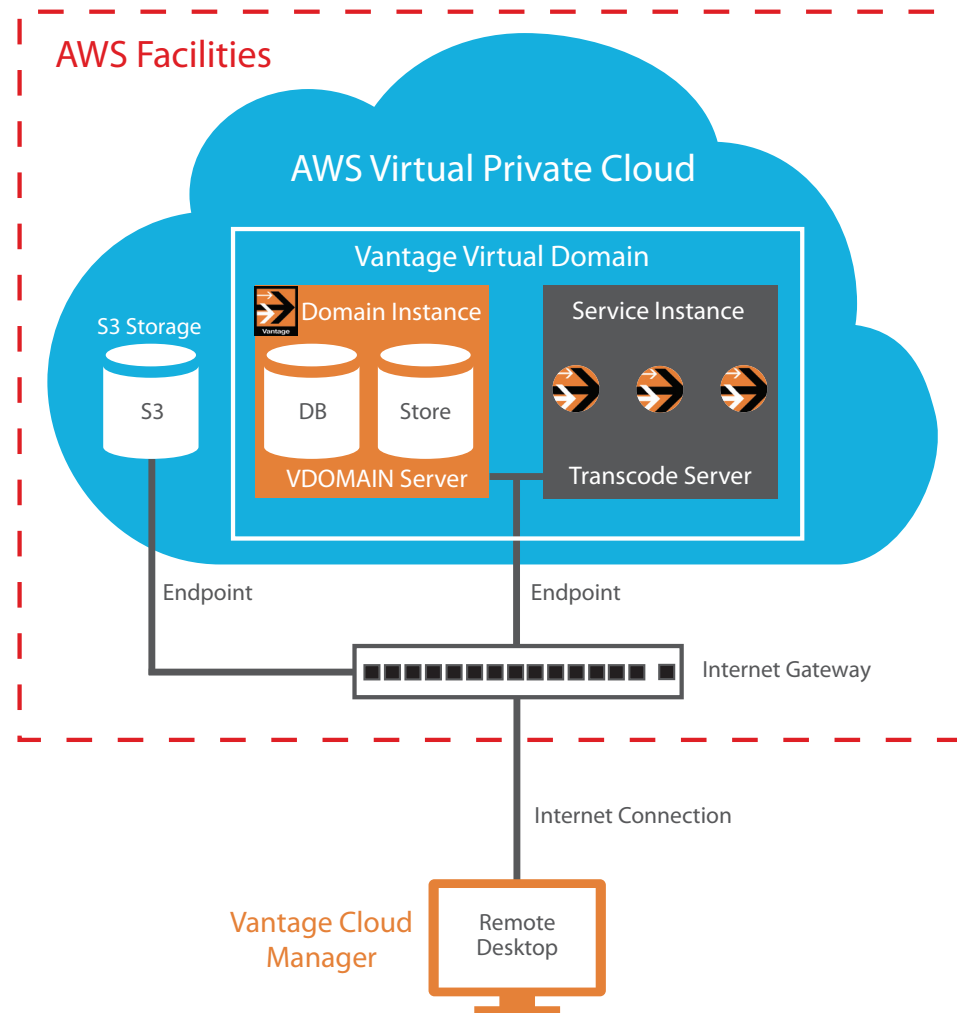 AWS Facilities
AWS Virtual Private Cloud
Vantage Virtual Domain
Vantage
Domain Instance
Service Instance
S3 Storage
S3
DB
Store
VDOMAIN Server
Transcode Server
Endpoint
Endpoint
Internet Gateway
Internet Connection
Vantage Cloud
Manager
Remote
Desktop